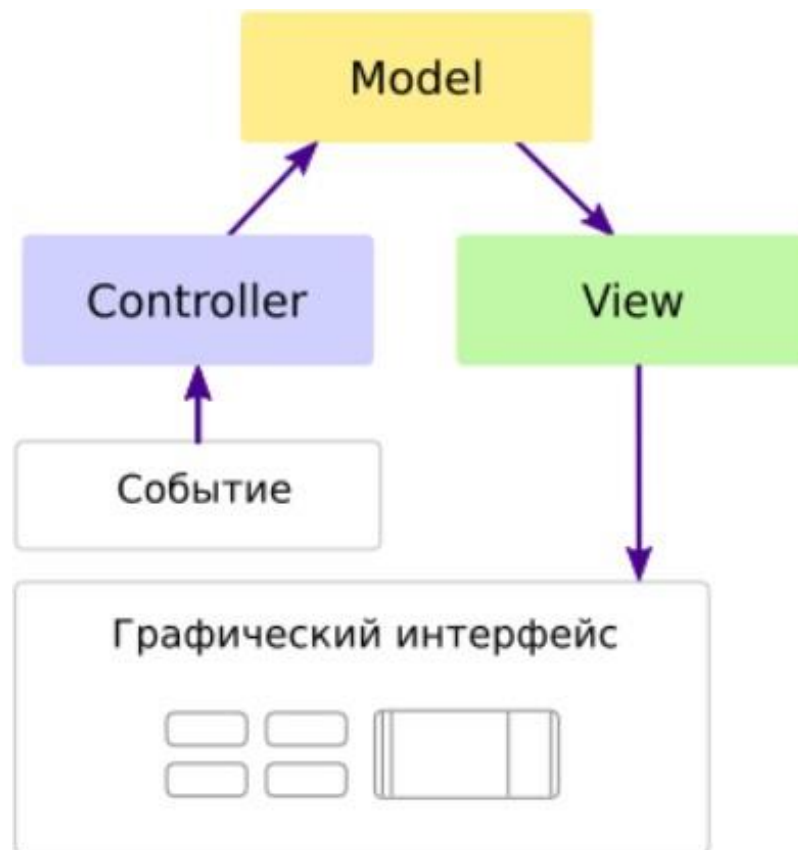 Model
Controller
View
Событие
Графический интерфейс